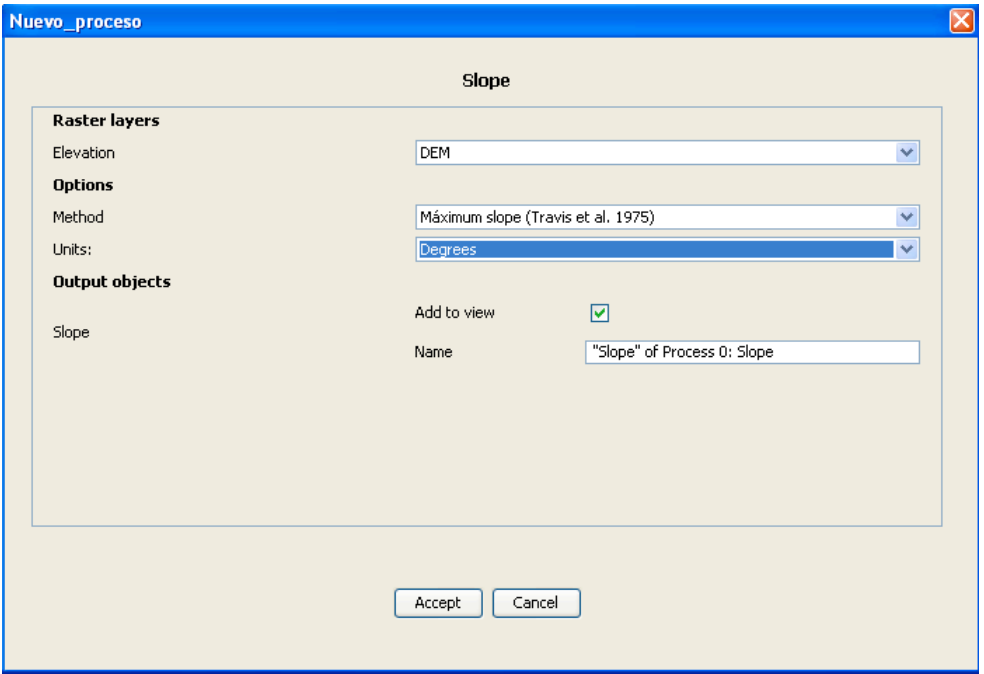 Nuevo_proceso
Slope
Raster layers
Elevation DEM
Options
Method Máximum slope (Travis et al. 1975)
Units: Degrees
Output objects
Slope
Add to view
Name "Slope" of Process 0: Slope
Accept Cancel